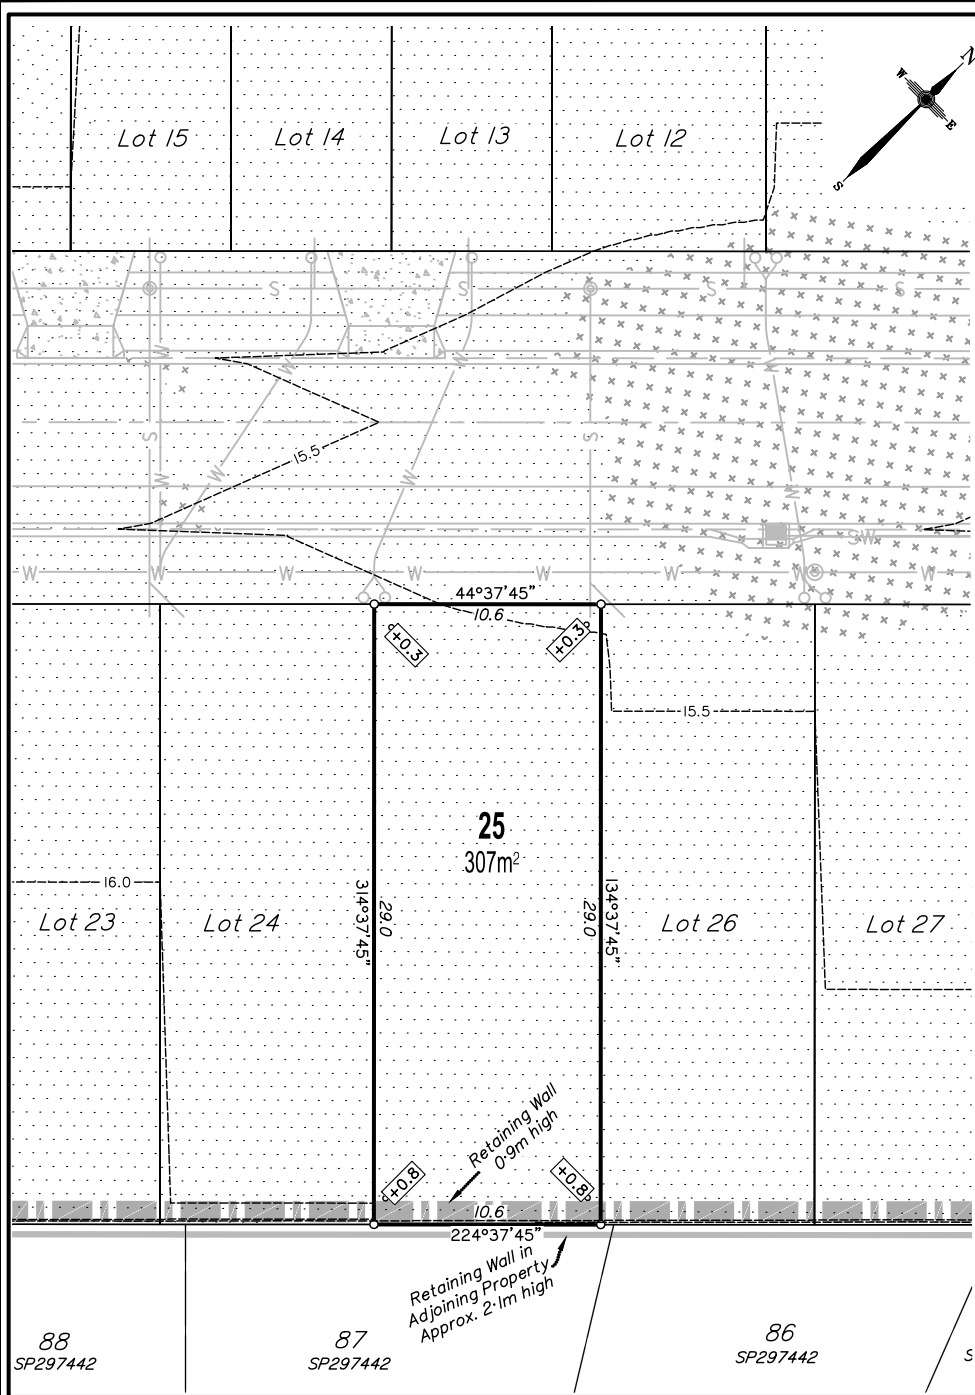 N
W
E
S
Lot 15
Lot 14
Lot 13
Lot 12
S
S
S
S
W
W
W
W
S
S
15.5
W
W
W
W
SW
W
W
W
W
W
W
W
W
44°37'45"
10.6
+0.3
+0.3
15.5
25
307m²
16.0
Lot 23
Lot 24
314°37'45"
29.0
29.0
134°37'45"
Lot 26
Lot 27
Retaining Wall
0·9m high
+0.8
+0.8
10.6
224°37'45"
Retaining Wall in
Adjoining Property
Approx. 2·1m high
88
SP297442
87
SP297442
86
SP297442
S